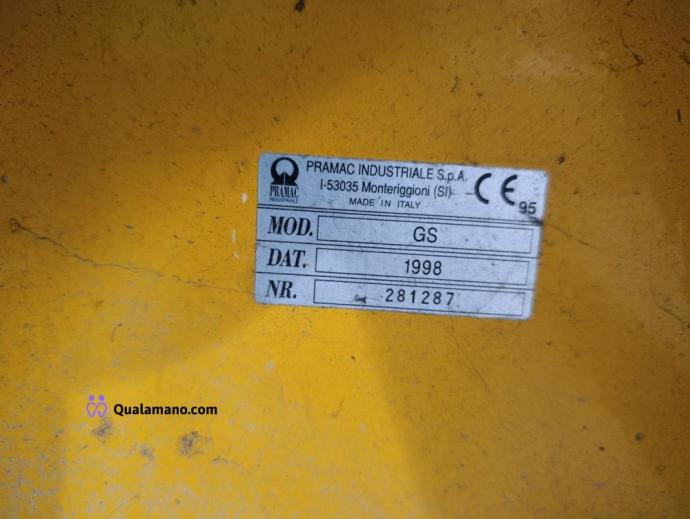 PRAMAC
INDUSTRIALE
PRAMAC INDUSTRIALE S.p.A.
I-53035 Monteriggioni (SI)
MADE IN ITALY
CE 95
MOD. GS
DAT. 1998
NR. 281287
Qualamano.com